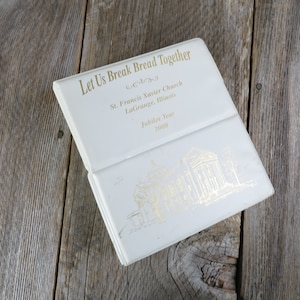 Let Us Break Bread Together
St. Francis Xavier Church
LaGrange, Illinois
Jubilee Year
2000